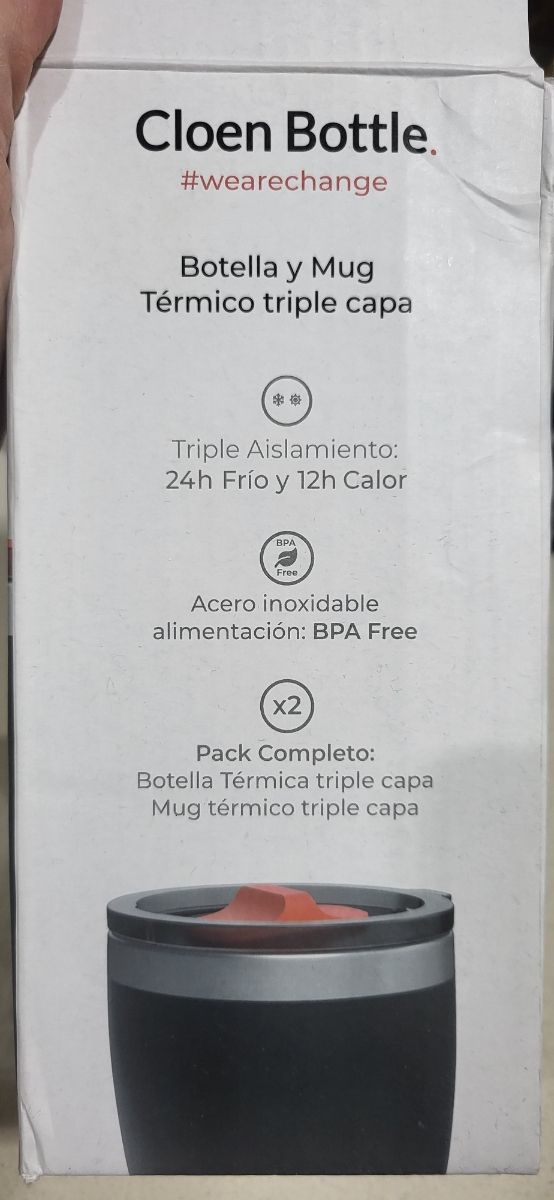 Cloen Bottle.
#wearechange
Botella y Mug
Térmico triple capa
Triple Aislamiento:
24h Frío y 12h Calor
BPA
Free
Acero inoxidable
alimentación: BPA Free
x2
Pack Completo:
Botella Térmica triple capa
Mug térmico triple capa